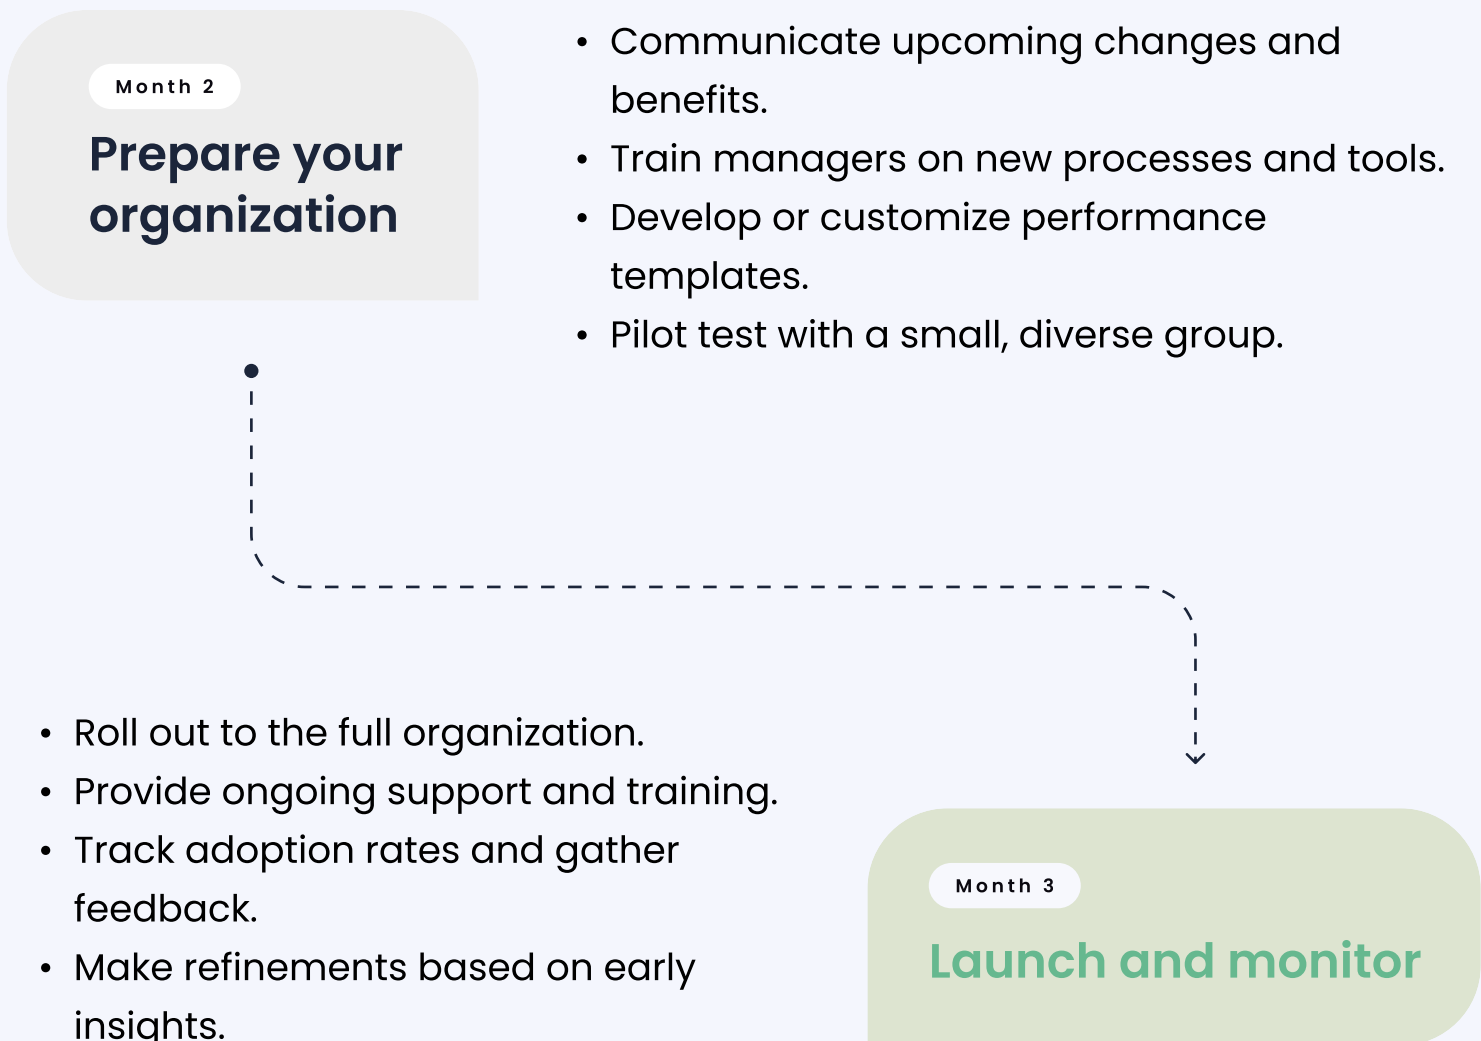 Month 2
Prepare your
organization
• Communicate upcoming changes and
benefits.
• Train managers on new processes and tools.
• Develop or customize performance
templates.
• Pilot test with a small, diverse group.
• Roll out to the full organization.
• Provide ongoing support and training.
• Track adoption rates and gather
feedback.
• Make refinements based on early
insights.
Month 3
Launch and monitor